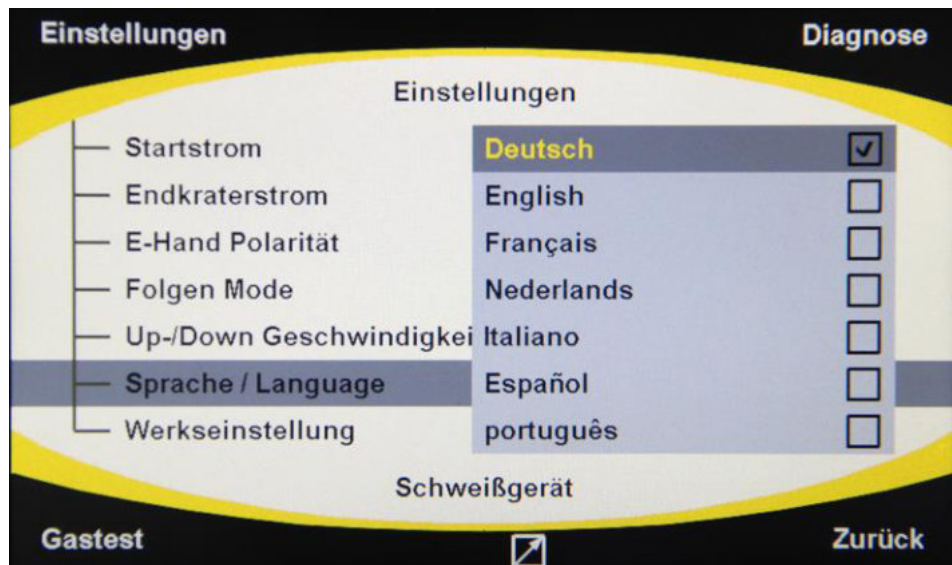 Einstellungen
Diagnose
Einstellungen
Startstrom
Deutsch
Endkraterstrom
English
E-Hand Polarität
Français
Folgen Mode
Nederlands
Up-/Down Geschwindigkei
Italiano
Sprache / Language
Español
Werkseinstellung
português
Schweißgerät
Gastest
Zurück